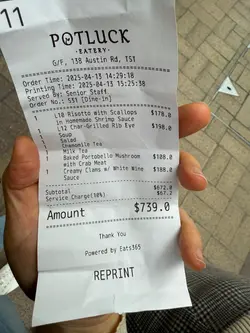 11
POTLUCK
- EATERY -
G/F, 138 Austin Rd, TST
Order Time: 2025-04-13 14:29:18
Printing Time: 2025-04-13 15:25:38
Served By: Senior Staff
Order No.: S31 [Dine-in]
1 L10 Risotto with Scallops $178.0
in Homemade Shrimp Sauce
1 L12 Char-Grilled Rib Eye $198.0
Soup
Salad
Chamomile Tea
Milk Tea
1 Baked Portobello Mushroom $108.0
with Crab Meat
1 Creamy Clams w/ White Wine $188.0
Sauce
Subtotal $672.0
Service Charge(10%) $67.2
Amount $739.0
Thank You
Powered by Eats365
REPRINT